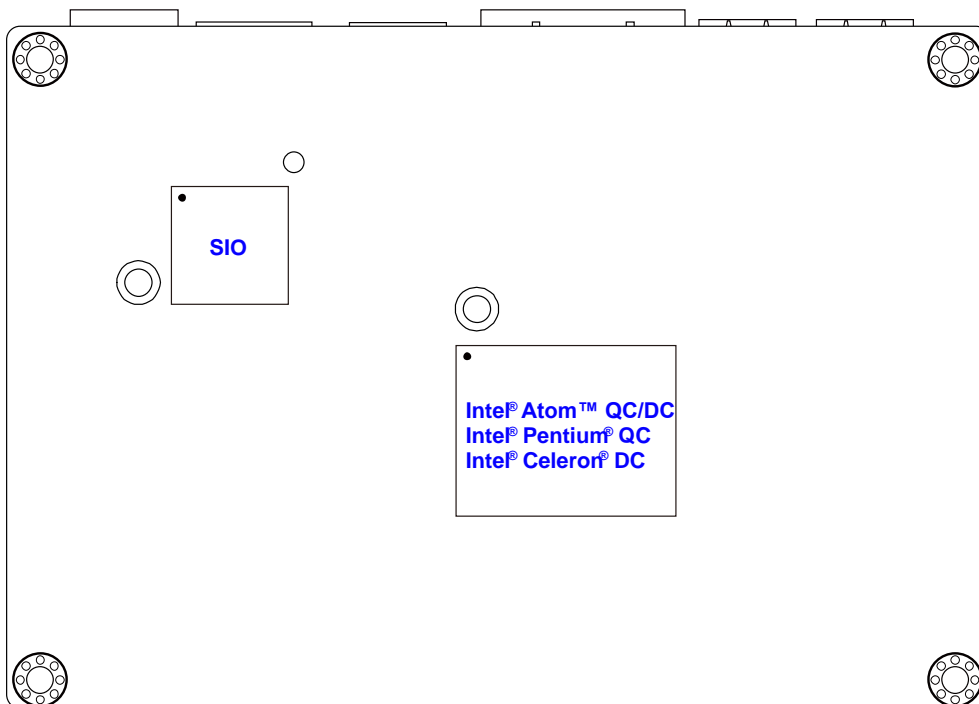 SIO
Intel® Atom™ QC/DC
Intel® Pentium® QC
Intel® Celeron® DC